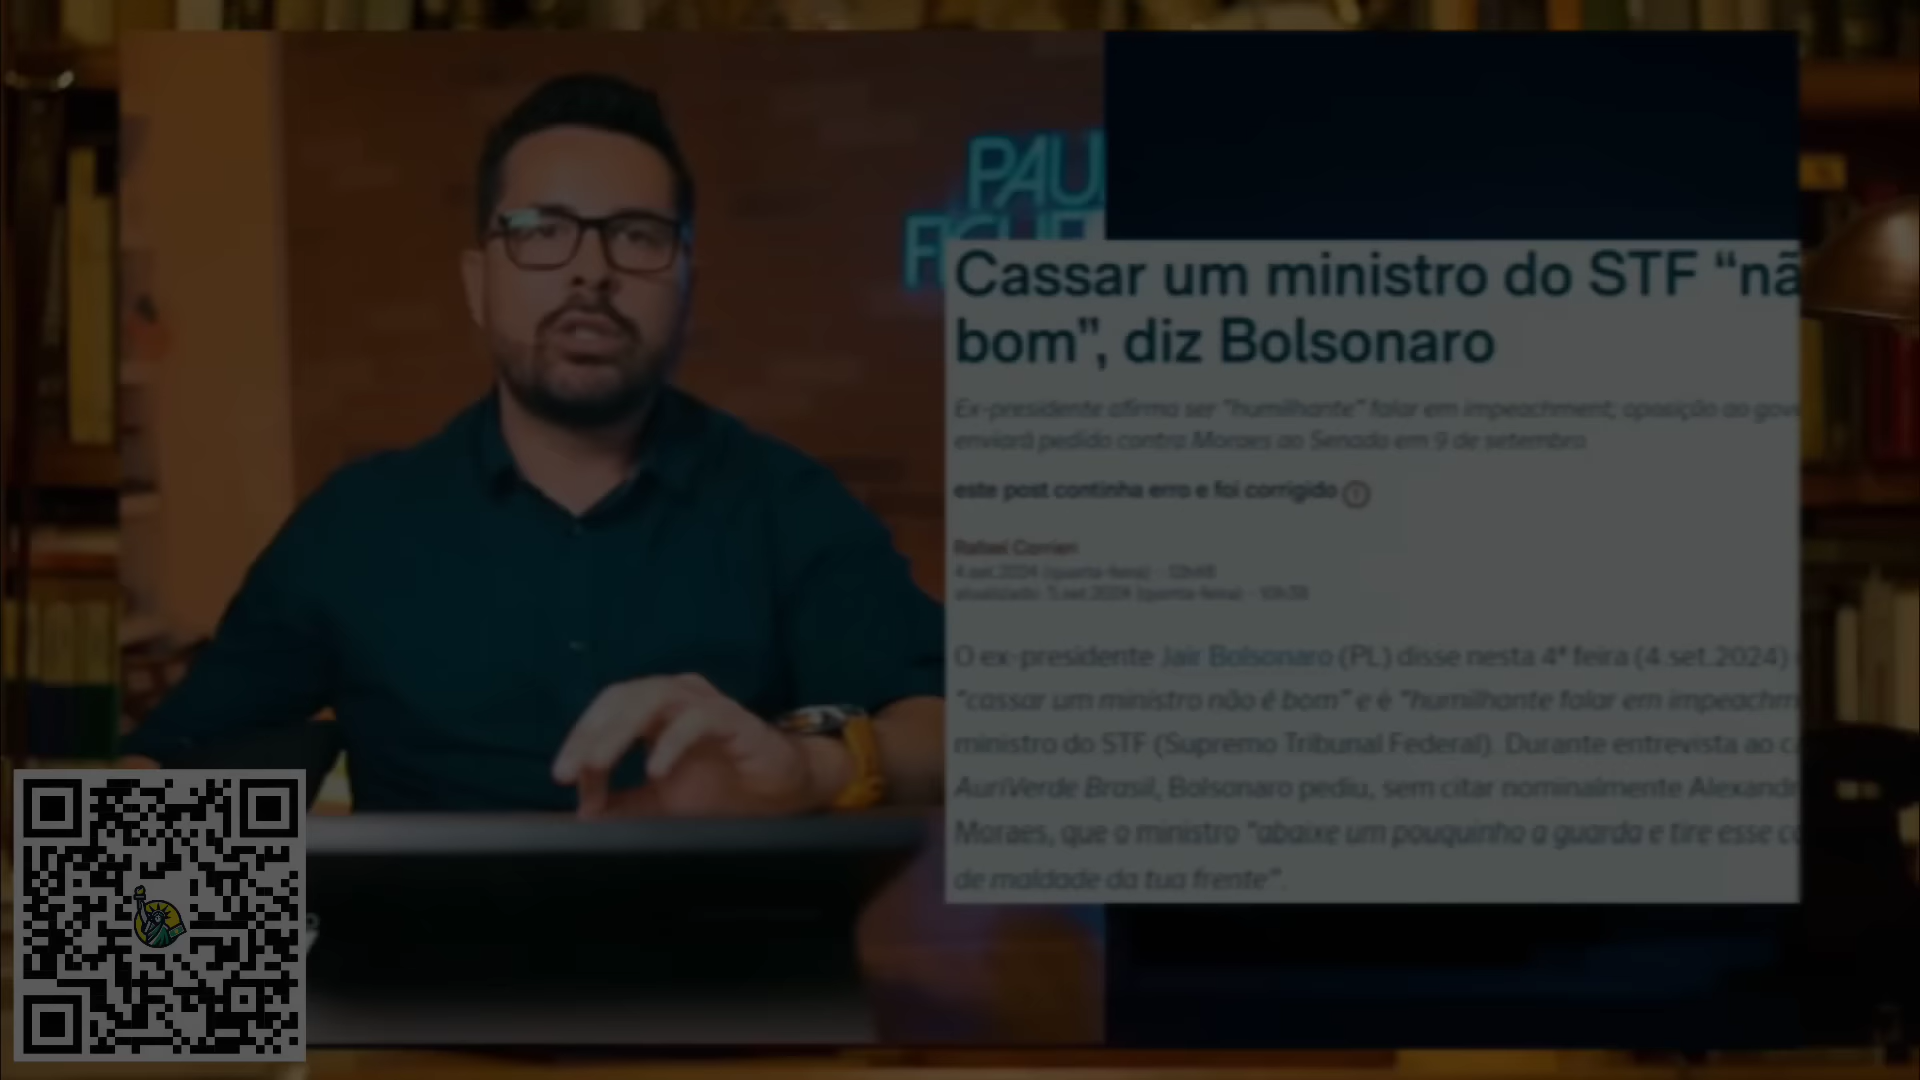 PAU
FIGUE
Cassar um ministro do STF “nã
bom”, diz Bolsonaro
Ex-presidente afirma ser “humilhante” falar em impeachment; oposição ao gov
enviará pedido contra Moraes ao Senado em 9 de setembro
este post continha erro e foi corrigido
4.set.2024 (quarta-feira) -
atualizado: 5.set.2024 (quinta-feira) -
O ex-presidente Jair Bolsonaro (PL) disse nesta 4ª feira (4.set.2024)
“cassar um ministro não é bom” e é “humilhante falar em impeachm
ministro do STF (Supremo Tribunal Federal). Durante entrevista ao c
AuriVerde Brasil, Bolsonaro pediu, sem citar nominalmente Alexandr
Moraes, que o ministro “abaixe um pouquinho a guarda e tire esse c
de maldade da tua frente”.